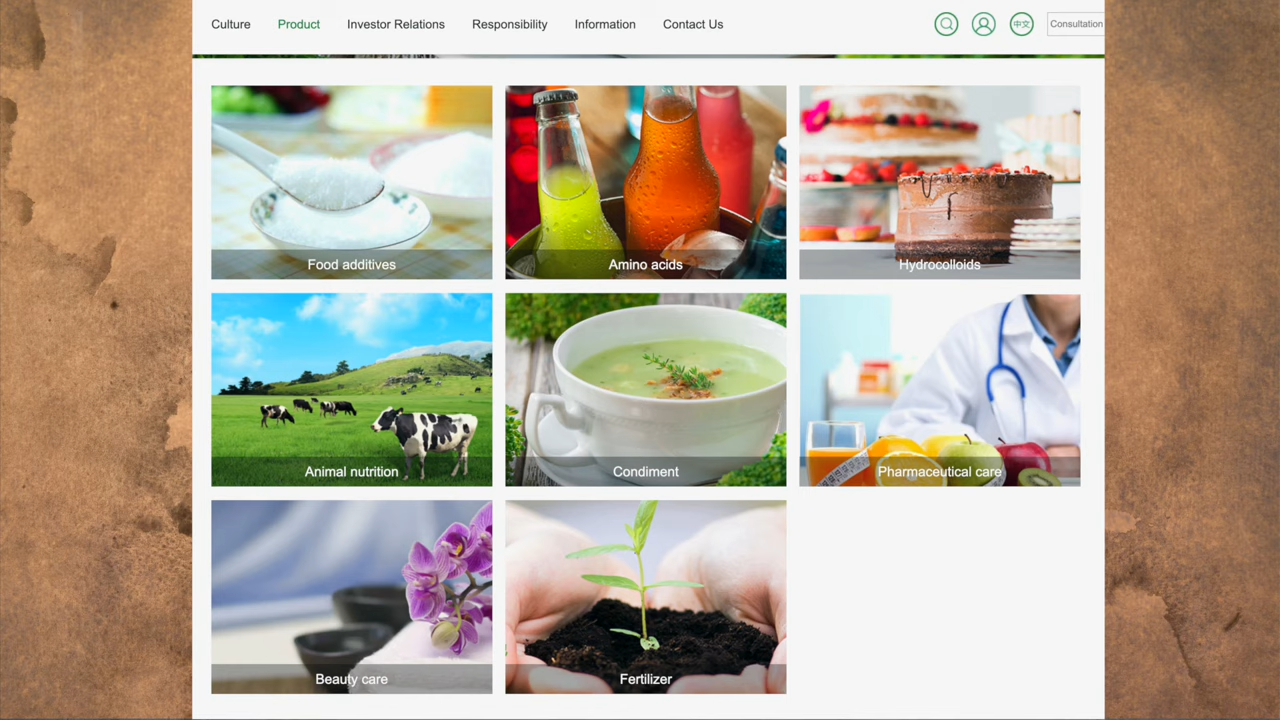 Culture Product Investor Relations Responsibility Information Contact Us 中文 Consultation
Food additives Amino acids Hydrocolloids
Animal nutrition Condiment Pharmaceutical care
Beauty care Fertilizer